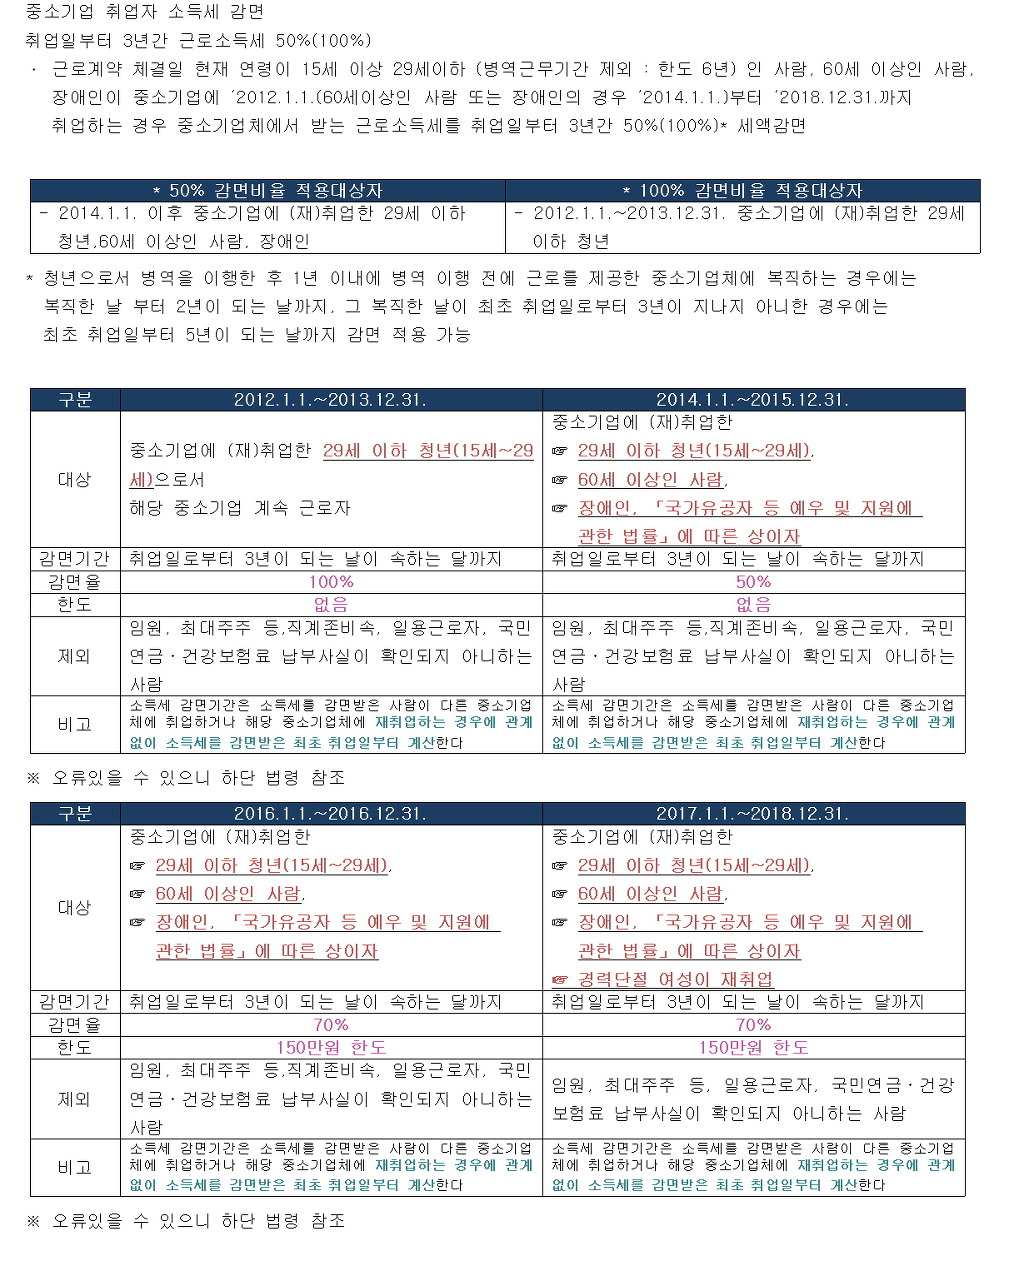 중소기업 취업자 소득세 감면
취업일부터 3년간 근로소득세 50%(100%)
· 근로계약 체결일 현재 연령이 15세 이상 29세이하 (병역근무기간 제외 : 한도 6년) 인 사람, 60세 이상인 사람,
장애인이 중소기업에 '2012.1.1.(60세이상인 사람 또는 장애인의 경우 '2014.1.1.)부터 '2018.12.31.까지
취업하는 경우 중소기업체에서 받는 근로소득세를 취업일부터 3년간 50%(100%)* 세액감면
* 50% 감면비율 적용대상자
* 100% 감면비율 적용대상자
- 2014.1.1. 이후 중소기업에 (재)취업한 29세 이하
청년,60세 이상인 사람, 장애인
- 2012.1.1.~2013.12.31. 중소기업에 (재)취업한 29세
이하 청년
* 청년으로서 병역을 이행한 후 1년 이내에 병역 이행 전에 근로를 제공한 중소기업체에 복직하는 경우에는
복직한 날 부터 2년이 되는 날까지, 그 복직한 날이 최초 취업일로부터 3년이 지나지 아니한 경우에는
최초 취업일부터 5년이 되는 날까지 감면 적용 가능
구분
2012.1.1.~2013.12.31.
2014.1.1.~2015.12.31.
대상
중소기업에 (재)취업한 29세 이하 청년(15세~29
세)으로서
해당 중소기업 계속 근로자
중소기업에 (재)취업한
☞ 29세 이하 청년(15세~29세),
☞ 60세 이상인 사람,
☞ 장애인, 「국가유공자 등 예우 및 지원에
관한 법률」에 따른 상이자
감면기간
취업일로부터 3년이 되는 날이 속하는 달까지
취업일로부터 3년이 되는 날이 속하는 달까지
감면율
100%
50%
한도
없음
없음
제외
임원, 최대주주 등,직계존비속, 일용근로자, 국민
연금·건강보험료 납부사실이 확인되지 아니하는
사람
임원, 최대주주 등,직계존비속, 일용근로자, 국민
연금·건강보험료 납부사실이 확인되지 아니하는
사람
비고
소득세 감면기간은 소득세를 감면받은 사람이 다른 중소기업
체에 취업하거나 해당 중소기업체에 재취업하는 경우에 관계
없이 소득세를 감면받은 최초 취업일부터 계산한다
소득세 감면기간은 소득세를 감면받은 사람이 다른 중소기업
체에 취업하거나 해당 중소기업체에 재취업하는 경우에 관계
없이 소득세를 감면받은 최초 취업일부터 계산한다
※ 오류있을 수 있으니 하단 법령 참조
구분
2016.1.1.~2016.12.31.
2017.1.1.~2018.12.31.
대상
중소기업에 (재)취업한
☞ 29세 이하 청년(15세~29세),
☞ 60세 이상인 사람,
☞ 장애인, 「국가유공자 등 예우 및 지원에
관한 법률」에 따른 상이자
중소기업에 (재)취업한
☞ 29세 이하 청년(15세~29세),
☞ 60세 이상인 사람,
☞ 장애인, 「국가유공자 등 예우 및 지원에
관한 법률」에 따른 상이자
☞ 경력단절 여성이 재취업
감면기간
취업일로부터 3년이 되는 날이 속하는 달까지
취업일로부터 3년이 되는 날이 속하는 달까지
감면율
70%
70%
한도
150만원 한도
150만원 한도
제외
임원, 최대주주 등,직계존비속, 일용근로자, 국민
연금·건강보험료 납부사실이 확인되지 아니하는
사람
임원, 최대주주 등, 일용근로자, 국민연금·건강
보험료 납부사실이 확인되지 아니하는 사람
비고
소득세 감면기간은 소득세를 감면받은 사람이 다른 중소기업
체에 취업하거나 해당 중소기업체에 재취업하는 경우에 관계
없이 소득세를 감면받은 최초 취업일부터 계산한다
소득세 감면기간은 소득세를 감면받은 사람이 다른 중소기업
체에 취업하거나 해당 중소기업체에 재취업하는 경우에 관계
없이 소득세를 감면받은 최초 취업일부터 계산한다
※ 오류있을 수 있으니 하단 법령 참조